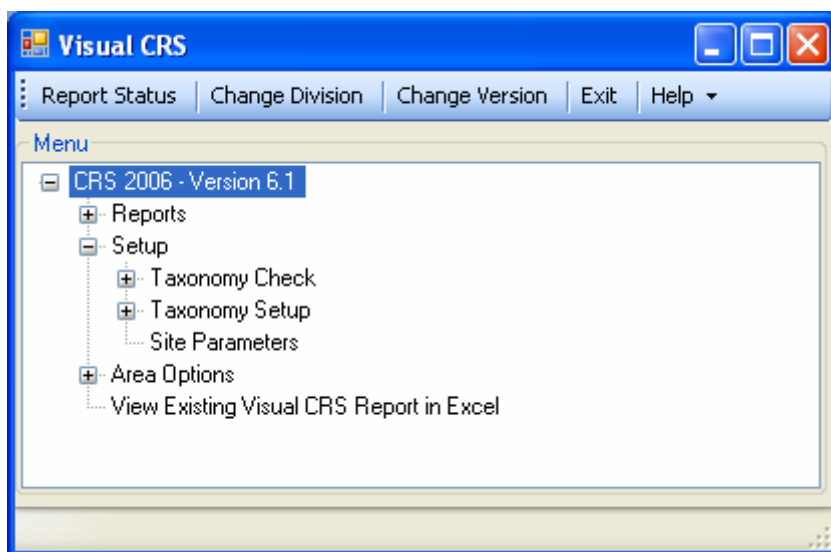 Visual CRS
Report Status Change Division Change Version Exit Help
Menu
CRS 2006 - Version 6.1
Reports
Setup
Taxonomy Check
Taxonomy Setup
Site Parameters
Area Options
View Existing Visual CRS Report in Excel